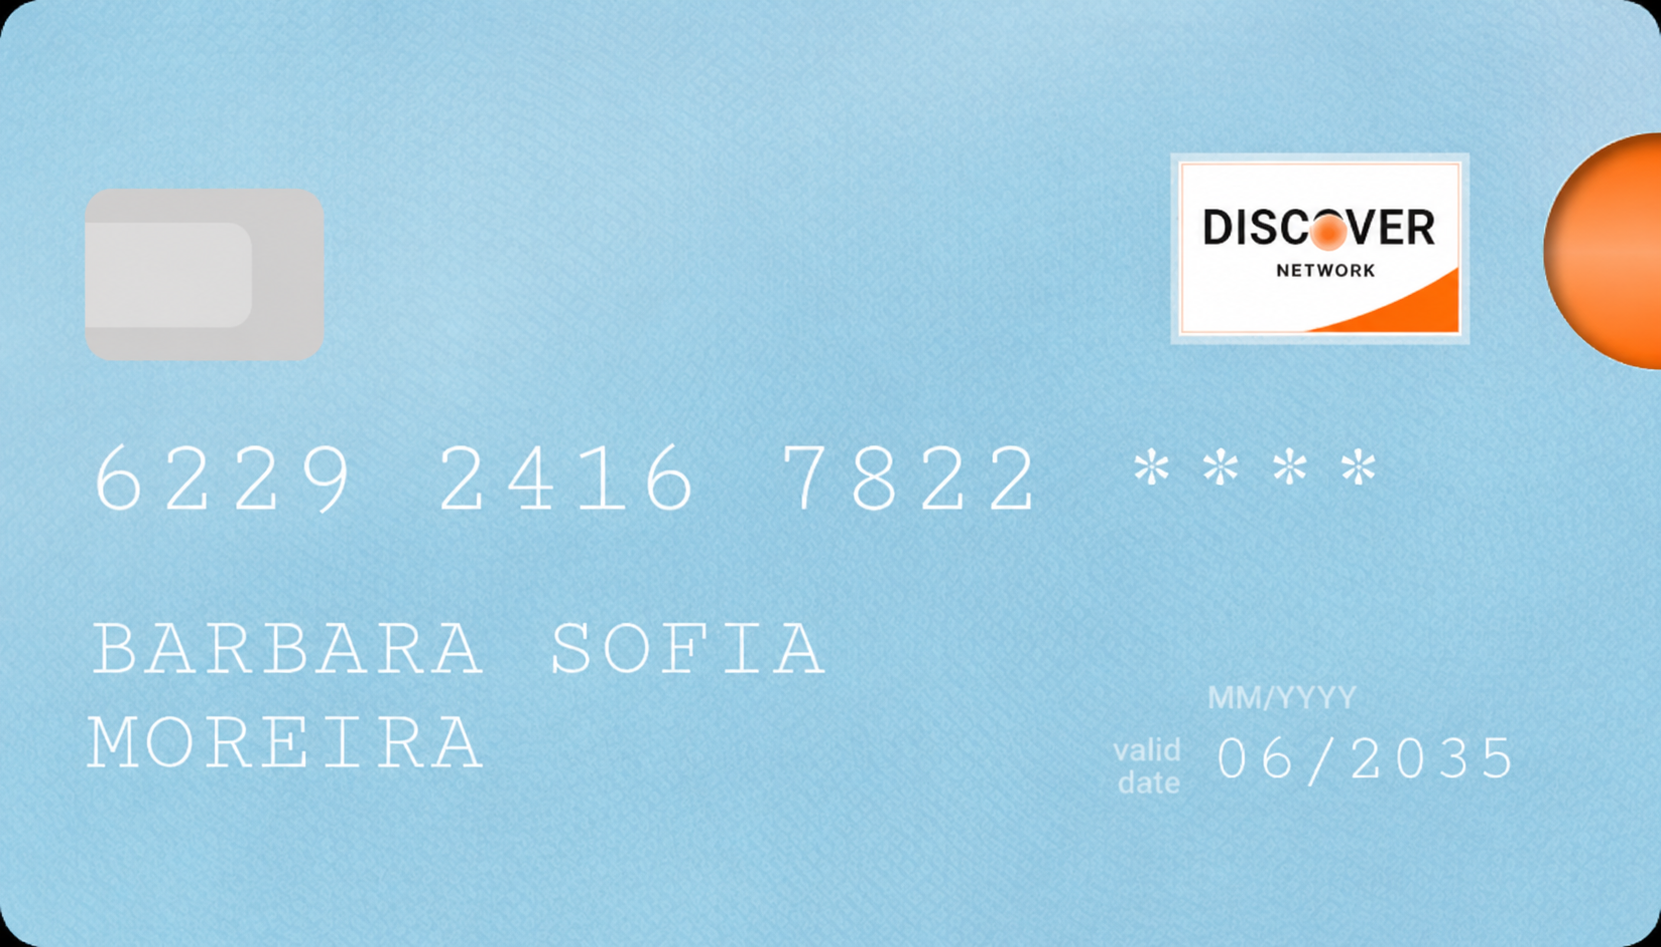 DISCOVER
NETWORK
6229 2416 7822 ****
BARBARA SOFIA
MOREIRA
MM/YYYY
valid
date
06/2035